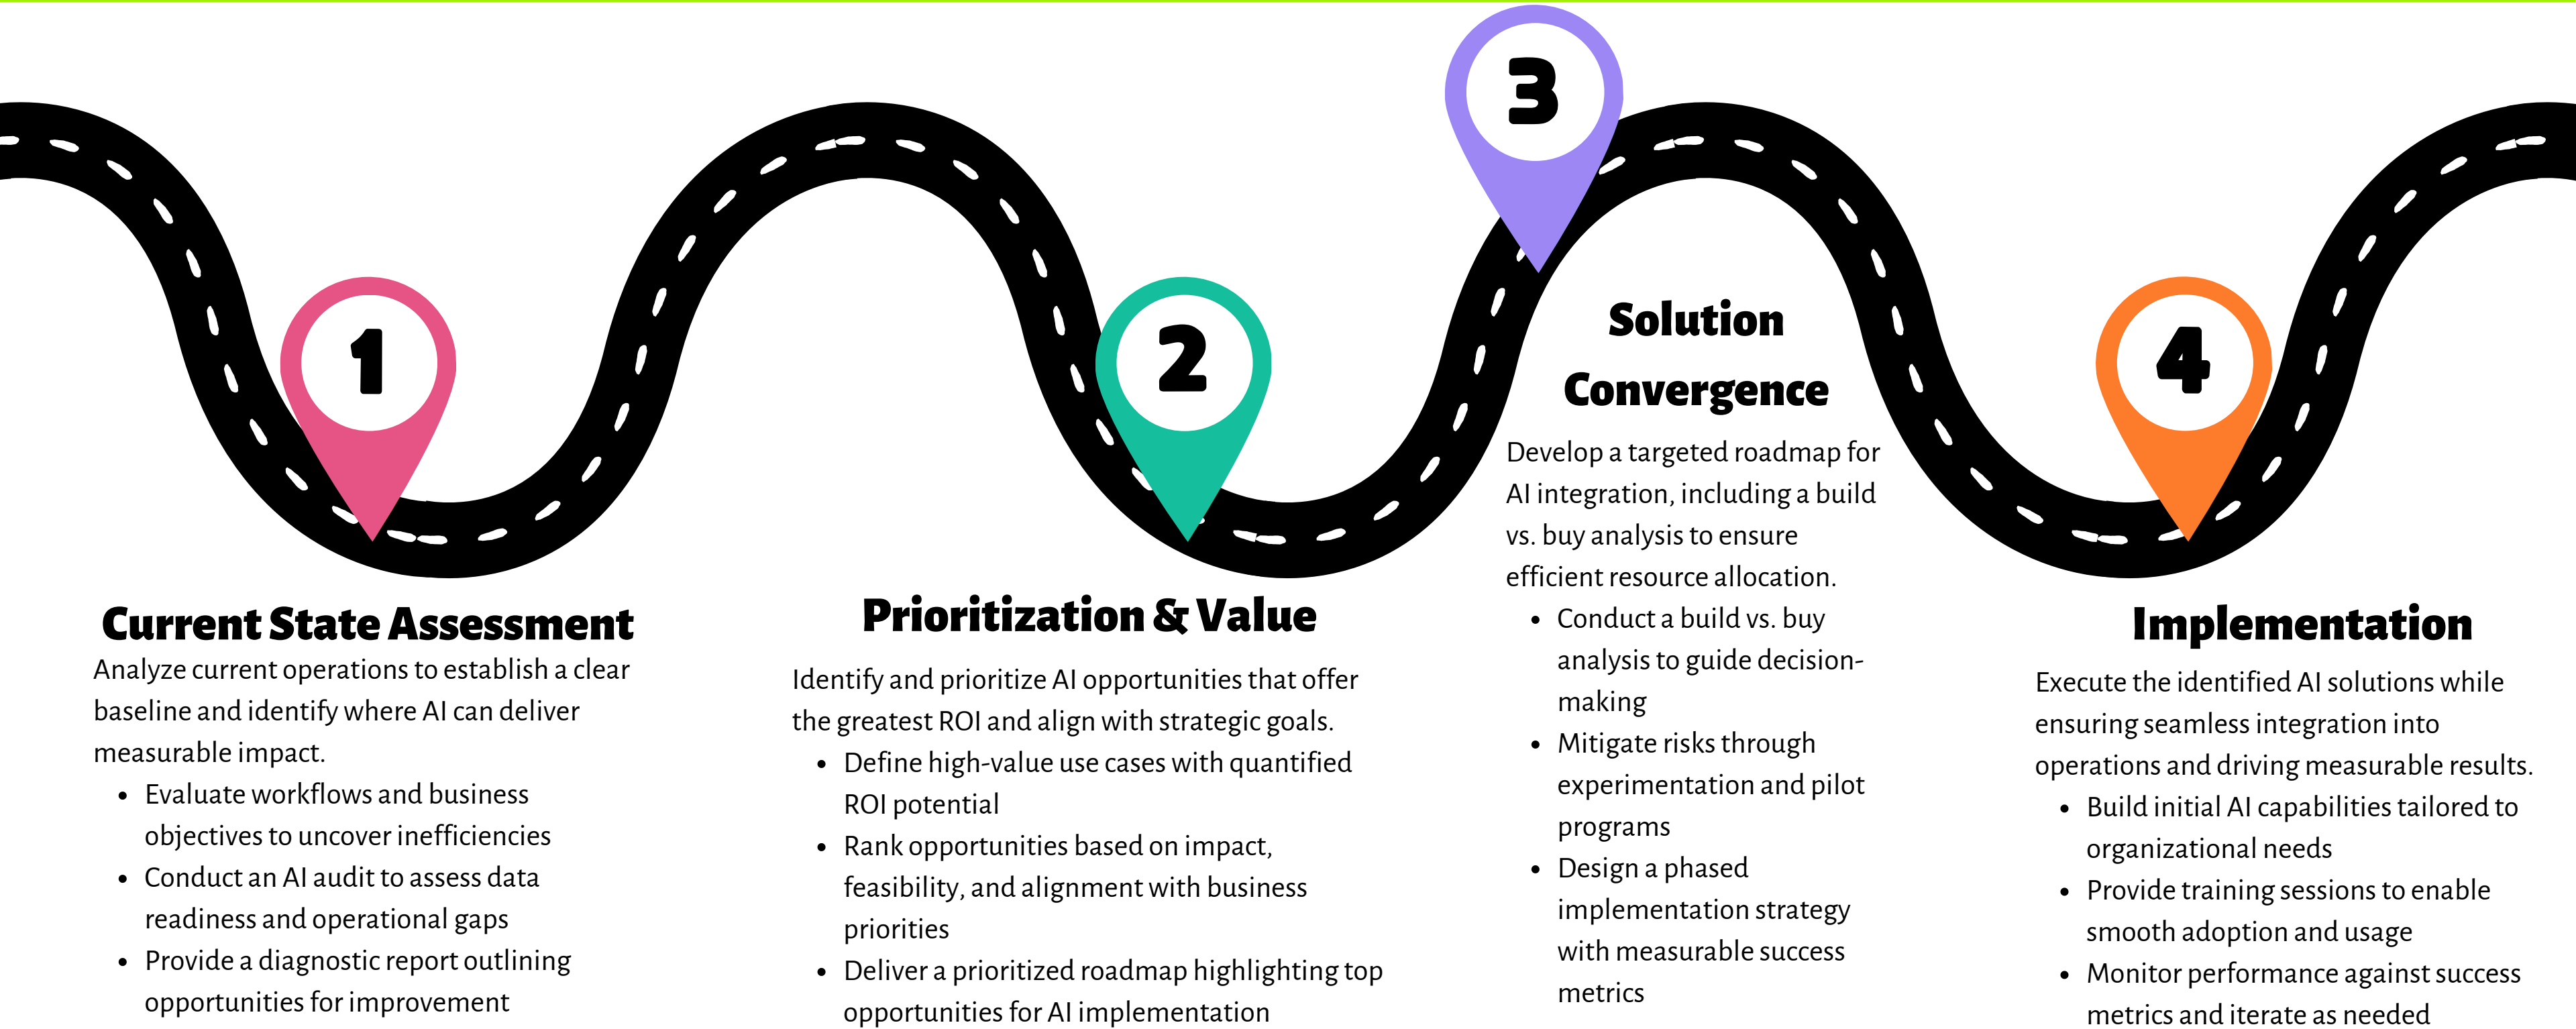 1
Current State Assessment
Analyze current operations to establish a clear
baseline and identify where AI can deliver
measurable impact.
• Evaluate workflows and business
objectives to uncover inefficiencies
• Conduct an AI audit to assess data
readiness and operational gaps
• Provide a diagnostic report outlining
opportunities for improvement
2
Prioritization & Value
Identify and prioritize AI opportunities that offer
the greatest ROI and align with strategic goals.
• Define high-value use cases with quantified
ROI potential
• Rank opportunities based on impact,
feasibility, and alignment with business
priorities
• Deliver a prioritized roadmap highlighting top
opportunities for AI implementation
3
Solution
Convergence
Develop a targeted roadmap for
AI integration, including a build
vs. buy analysis to ensure
efficient resource allocation.
• Conduct a build vs. buy
analysis to guide decision-
making
• Mitigate risks through
experimentation and pilot
programs
• Design a phased
implementation strategy
with measurable success
metrics
4
Implementation
Execute the identified AI solutions while
ensuring seamless integration into
operations and driving measurable results.
• Build initial AI capabilities tailored to
organizational needs
• Provide training sessions to enable
smooth adoption and usage
• Monitor performance against success
metrics and iterate as needed